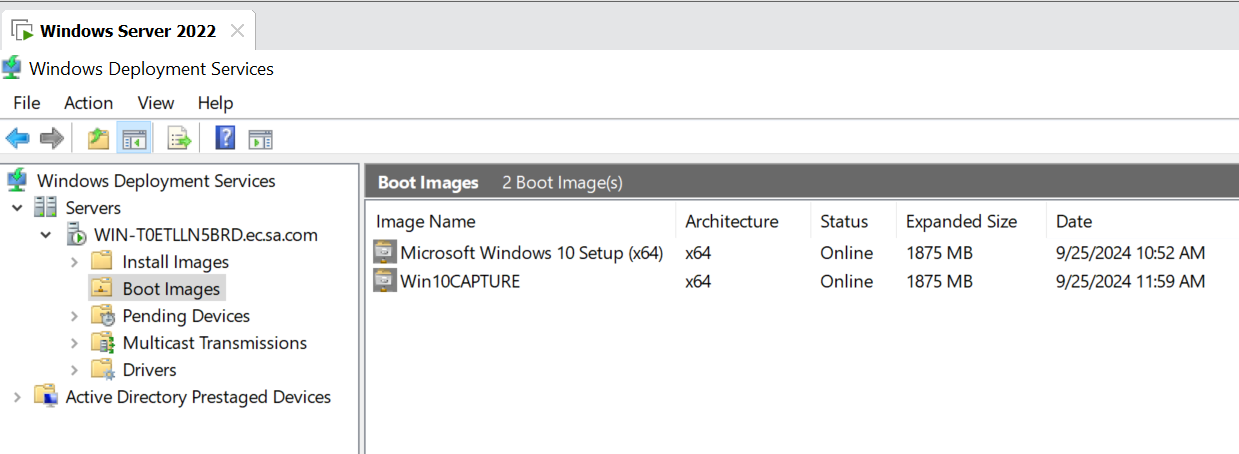 Windows Server 2022
Windows Deployment Services
File Action View Help
Windows Deployment Services
Servers
WIN-T0ETLLN5BRD.ec.sa.com
Install Images
Boot Images
Pending Devices
Multicast Transmissions
Drivers
Active Directory Prestaged Devices
Boot Images 2 Boot Image(s)
Image Name Architecture Status Expanded Size Date
Microsoft Windows 10 Setup (x64) x64 Online 1875 MB 9/25/2024 10:52 AM
Win10CAPTURE x64 Online 1875 MB 9/25/2024 11:59 AM